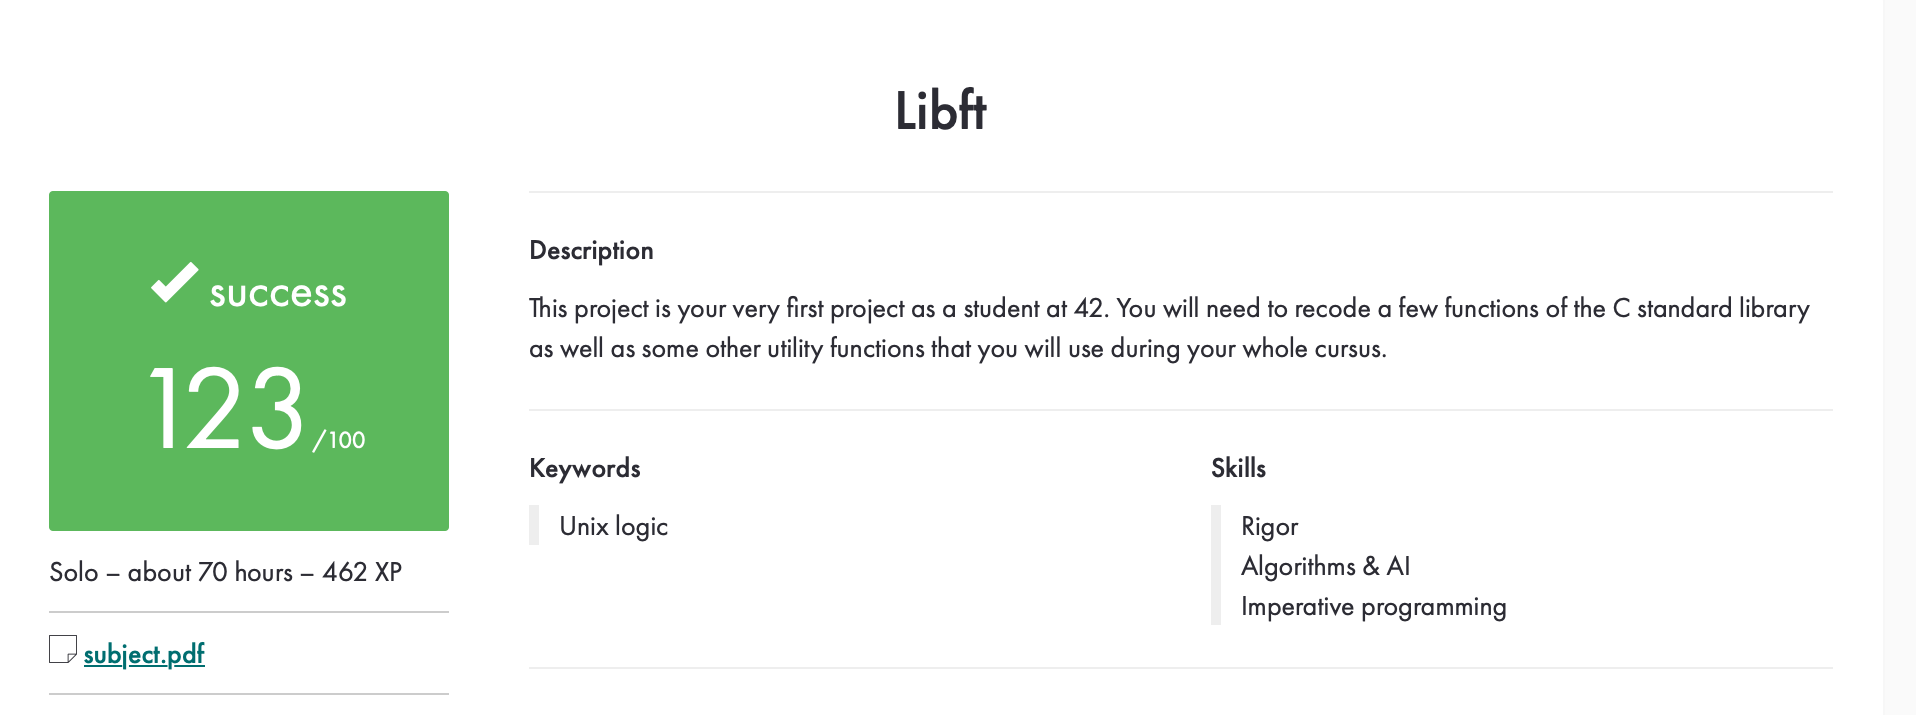 Libft
success
123 /100
Solo – about 70 hours – 462 XP
subject.pdf
Description
This project is your very first project as a student at 42. You will need to recode a few functions of the C standard library
as well as some other utility functions that you will use during your whole cursus.
Keywords
Unix logic
Skills
Rigor
Algorithms & AI
Imperative programming